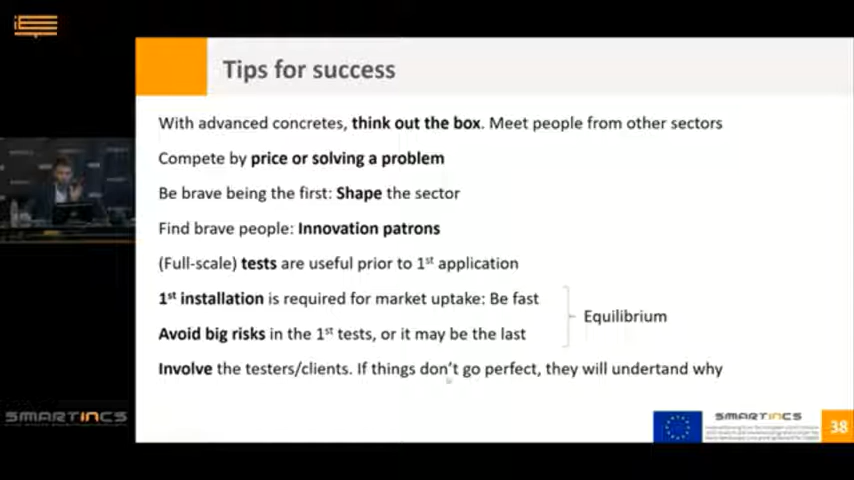 Tips for success
With advanced concretes, think out the box. Meet people from other sectors
Compete by price or solving a problem
Be brave being the first: Shape the sector
Find brave people: Innovation patrons
(Full-scale) tests are useful prior to 1st application
1st installation is required for market uptake: Be fast
Equilibrium
Avoid big risks in the 1st tests, or it may be the last
Involve the testers/clients. If things don't go perfect, they will undertand why
SMARTINCS
SMARTINCS
38